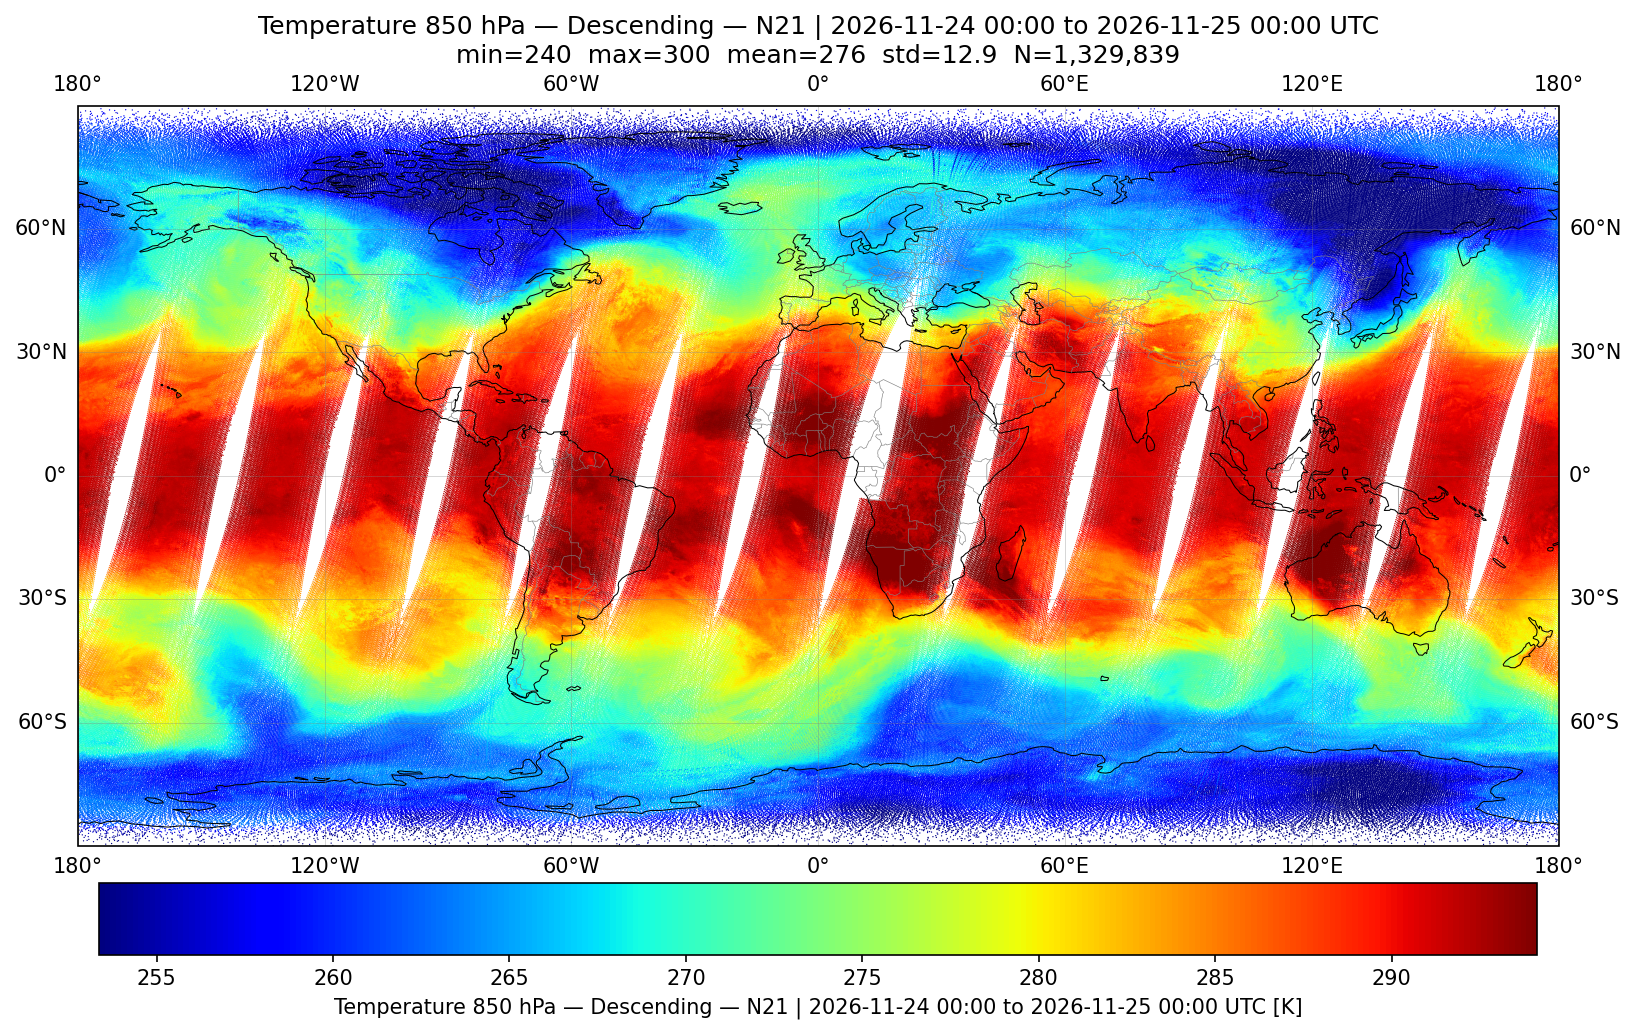 Temperature 850 hPa — Descending — N21 | 2026-11-24 00:00 to 2026-11-25 00:00 UTC
min=240  max=300  mean=276  std=12.9  N=1,329,839
180° 120°W 60°W 0° 60°E 120°E 180°
60°N 60°N
30°N 30°N
0° 0°
30°S 30°S
60°S 60°S
180° 120°W 60°W 0° 60°E 120°E 180°
255 260 265 270 275 280 285 290
Temperature 850 hPa — Descending — N21 | 2026-11-24 00:00 to 2026-11-25 00:00 UTC [K]